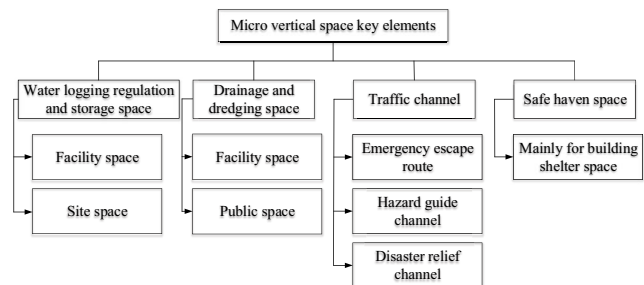 Micro vertical space key elements
Water logging regulation
and storage space
Drainage and
dredging space
Traffic channel
Safe haven space
Facility space
Facility space
Emergency escape
route
Mainly for building
shelter space
Site space
Public space
Hazard guide
channel
Disaster relief
channel